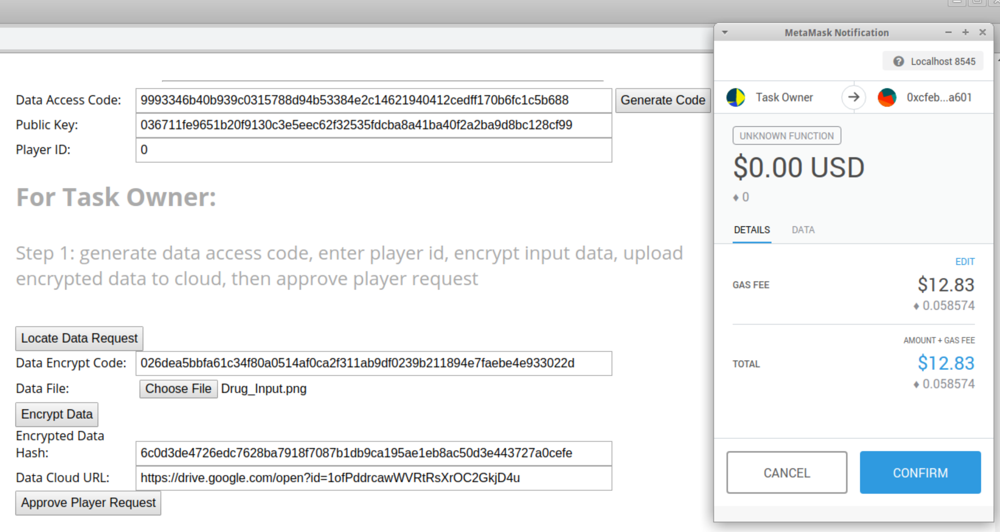 Data Access Code:
9993346b40b939c0315788d94b53384e2c14621940412cedff170b6fc1c5b688
Generate Code
Public Key:
036711fe9651b20f9130c3e5eec62f32535fdcba8a41ba40f2a2ba9d8bc128cf99
Player ID:
0
For Task Owner:
Step 1: generate data access code, enter player id, encrypt input data, upload
encrypted data to cloud, then approve player request
Locate Data Request
Data Encrypt Code:
026dea5bbfa61c34f80a0514af0ca2f311ab9df0239b211894e7faebe4e933022d
Data File:
Choose File Drug_Input.png
Encrypt Data
Encrypted Data
Hash:
6c0d3de4726edc7628ba7918f7087b1db9ca195ae1eb8ac50d3e443727a0cefe
Data Cloud URL:
https://drive.google.com/open?id=1ofPddrcawWVRtRsXrOC2GkjD4u
Approve Player Request
MetaMask Notification
Localhost 8545
Task Owner
0xcfeb...a601
UNKNOWN FUNCTION
$0.00 USD
0
DETAILS
DATA
EDIT
GAS FEE
$12.83
0.058574
AMOUNT + GAS FEE
TOTAL
$12.83
0.058574
CANCEL
CONFIRM